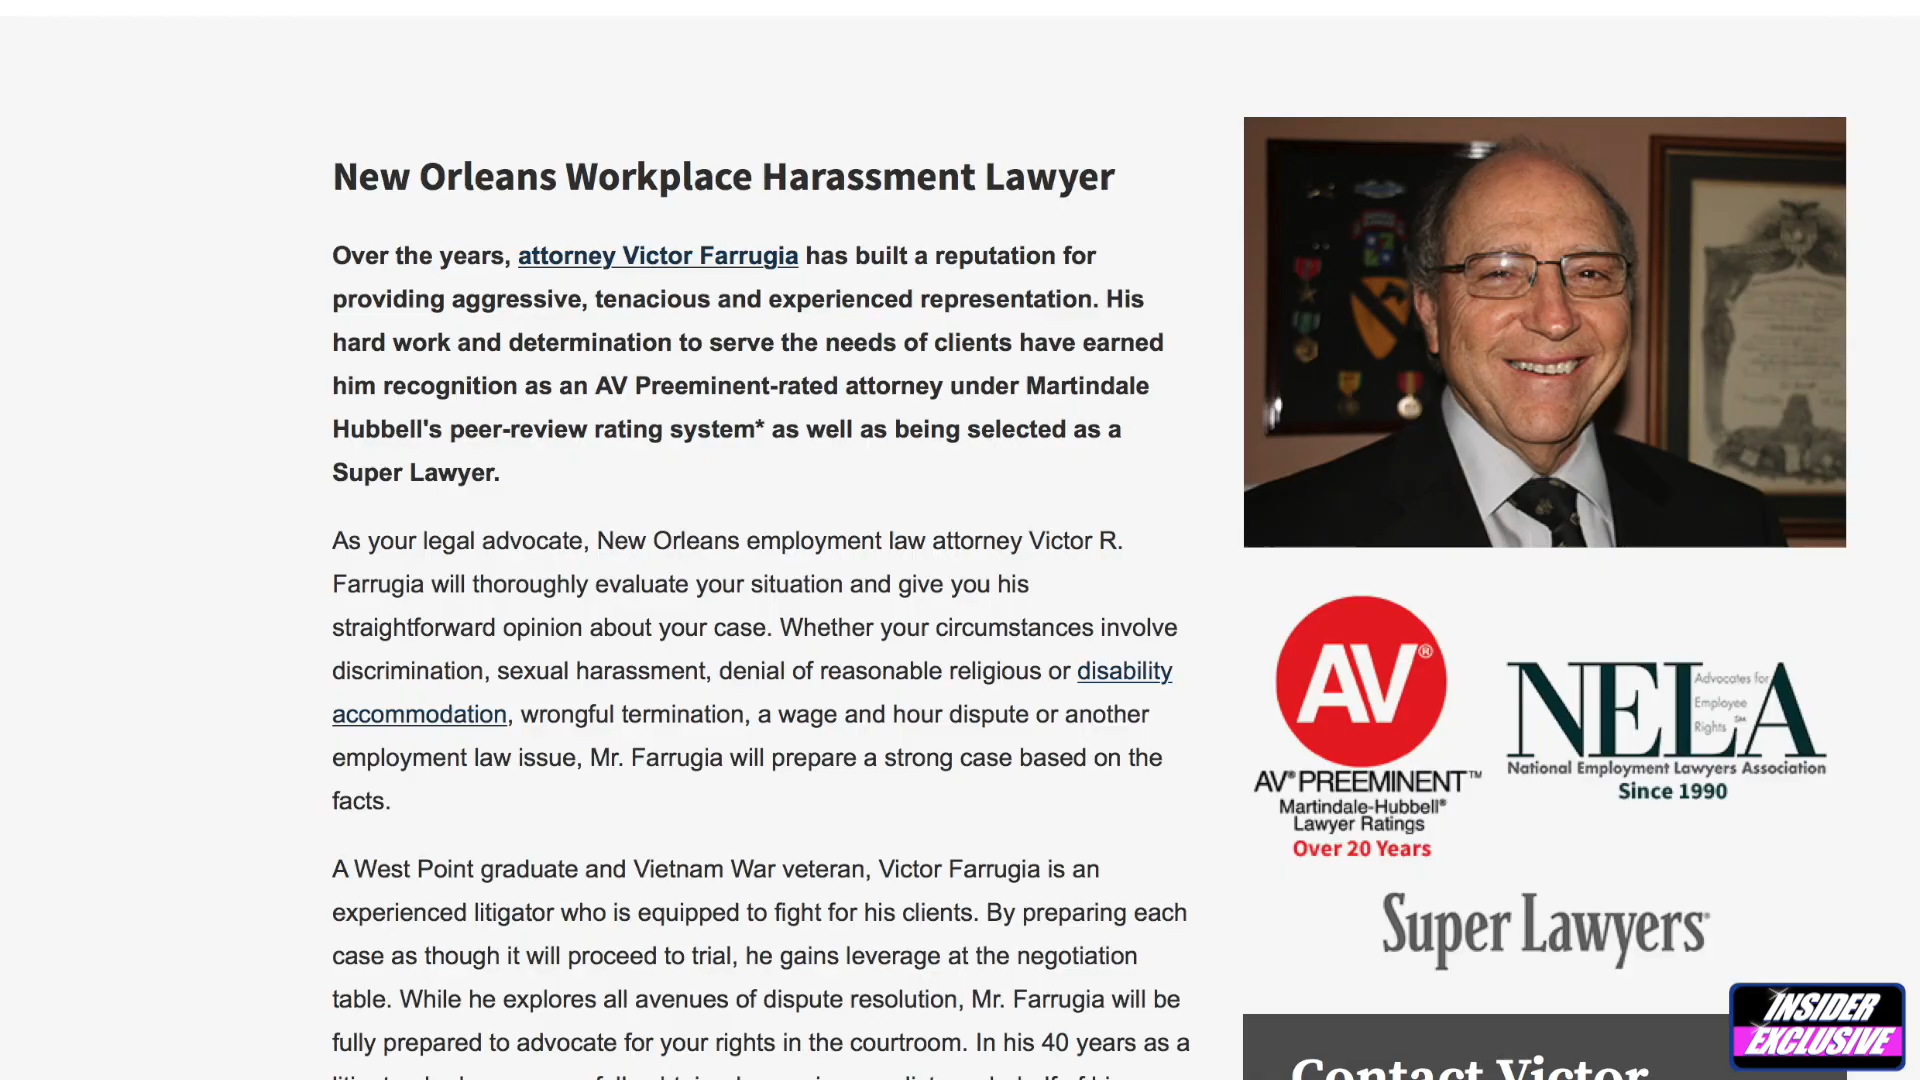 New Orleans Workplace Harassment Lawyer
Over the years, attorney Victor Farrugia has built a reputation for
providing aggressive, tenacious and experienced representation. His
hard work and determination to serve the needs of clients have earned
him recognition as an AV Preeminent-rated attorney under Martindale
Hubbell's peer-review rating system* as well as being selected as a
Super Lawyer.
As your legal advocate, New Orleans employment law attorney Victor R.
Farrugia will thoroughly evaluate your situation and give you his
straightforward opinion about your case. Whether your circumstances involve
discrimination, sexual harassment, denial of reasonable religious or disability
accommodation, wrongful termination, a wage and hour dispute or another
employment law issue, Mr. Farrugia will prepare a strong case based on the
facts.
A West Point graduate and Vietnam War veteran, Victor Farrugia is an
experienced litigator who is equipped to fight for his clients. By preparing each
case as though it will proceed to trial, he gains leverage at the negotiation
table. While he explores all avenues of dispute resolution, Mr. Farrugia will be
fully prepared to advocate for your rights in the courtroom. In his 40 years as a
AV®
AV® PREEMINENT™
Martindale-Hubbell®
Lawyer Ratings
Over 20 Years
NELA
Advocates for
Employee
Rights℠
National Employment Lawyers Association
Since 1990
Super Lawyers
Contact Victor
INSIDER
EXCLUSIVE